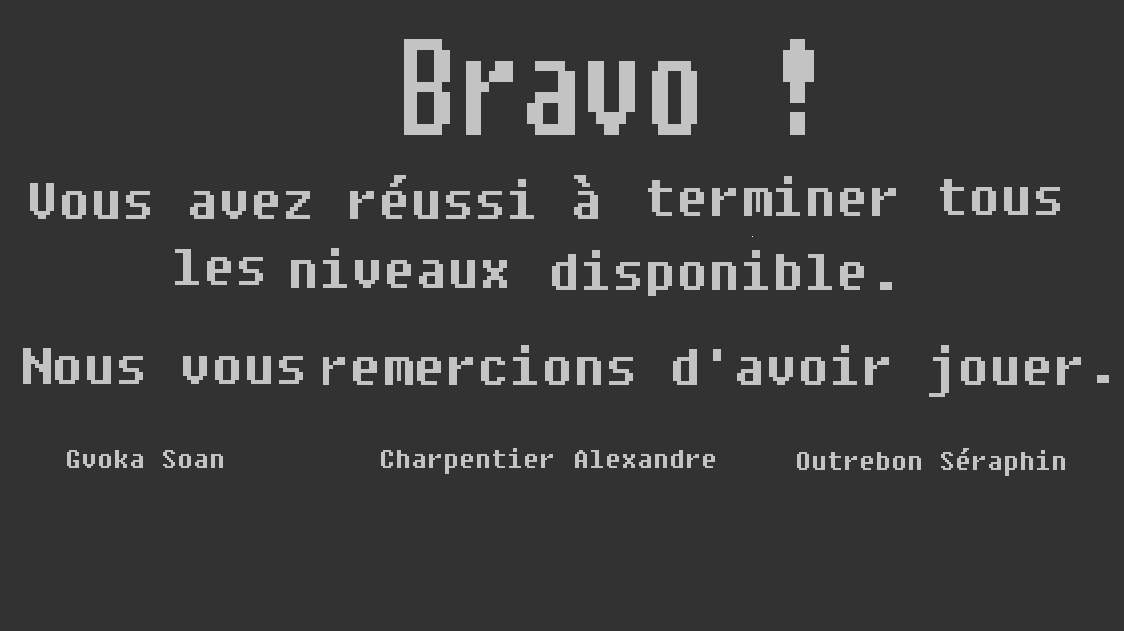 Bravo !
Vous avez réussi à terminer tous
les niveaux disponible.
Nous vous remercions d'avoir jouer.
Gvoka Soan Charpentier Alexandre Outrebon Séraphin